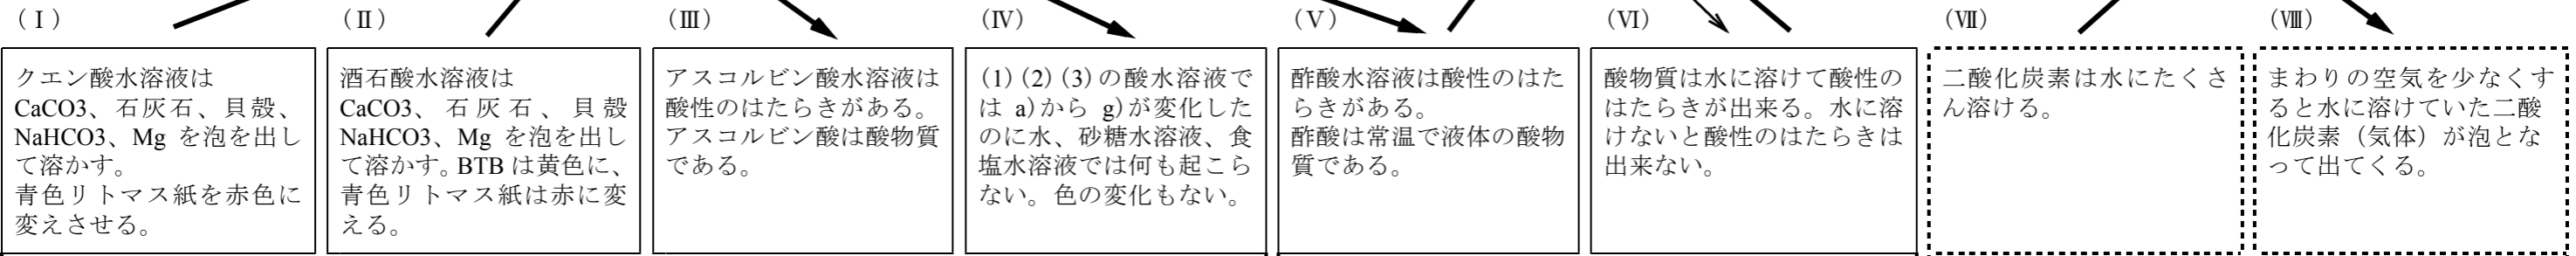 (Ⅰ)
クエン酸水溶液は
CaCO3、石灰石、貝殻、
NaHCO3、Mg を泡を出し
て溶かす。
青色リトマス紙を赤色に
変えさせる。
(Ⅱ)
酒石酸水溶液は
CaCO3、石灰石、貝殻
NaHCO3、Mg を泡を出し
て溶かす。BTB は黄色に、
青色リトマス紙は赤に変
える。
(Ⅲ)
アスコルビン酸水溶液は
酸性のはたらきがある。
アスコルビン酸は酸物質
である。
(Ⅳ)
(1)(2)(3)の酸水溶液で
は a)から g)が変化した
のに水、砂糖水溶液、食
塩水溶液では何も起こら
ない。色の変化もない。
(Ⅴ)
酢酸水溶液は酸性のはた
らきがある。
酢酸は常温で液体の酸物
質である。
(Ⅵ)
酸物質は水に溶けて酸性の
はたらきが出来る。水に溶
けないと酸性のはたらきは
出来ない。
(Ⅶ)
二酸化炭素は水にたくさ
ん溶ける。
(Ⅷ)
まわりの空気を少なくす
ると水に溶けていた二酸
化炭素（気体）が泡とな
って出てくる。